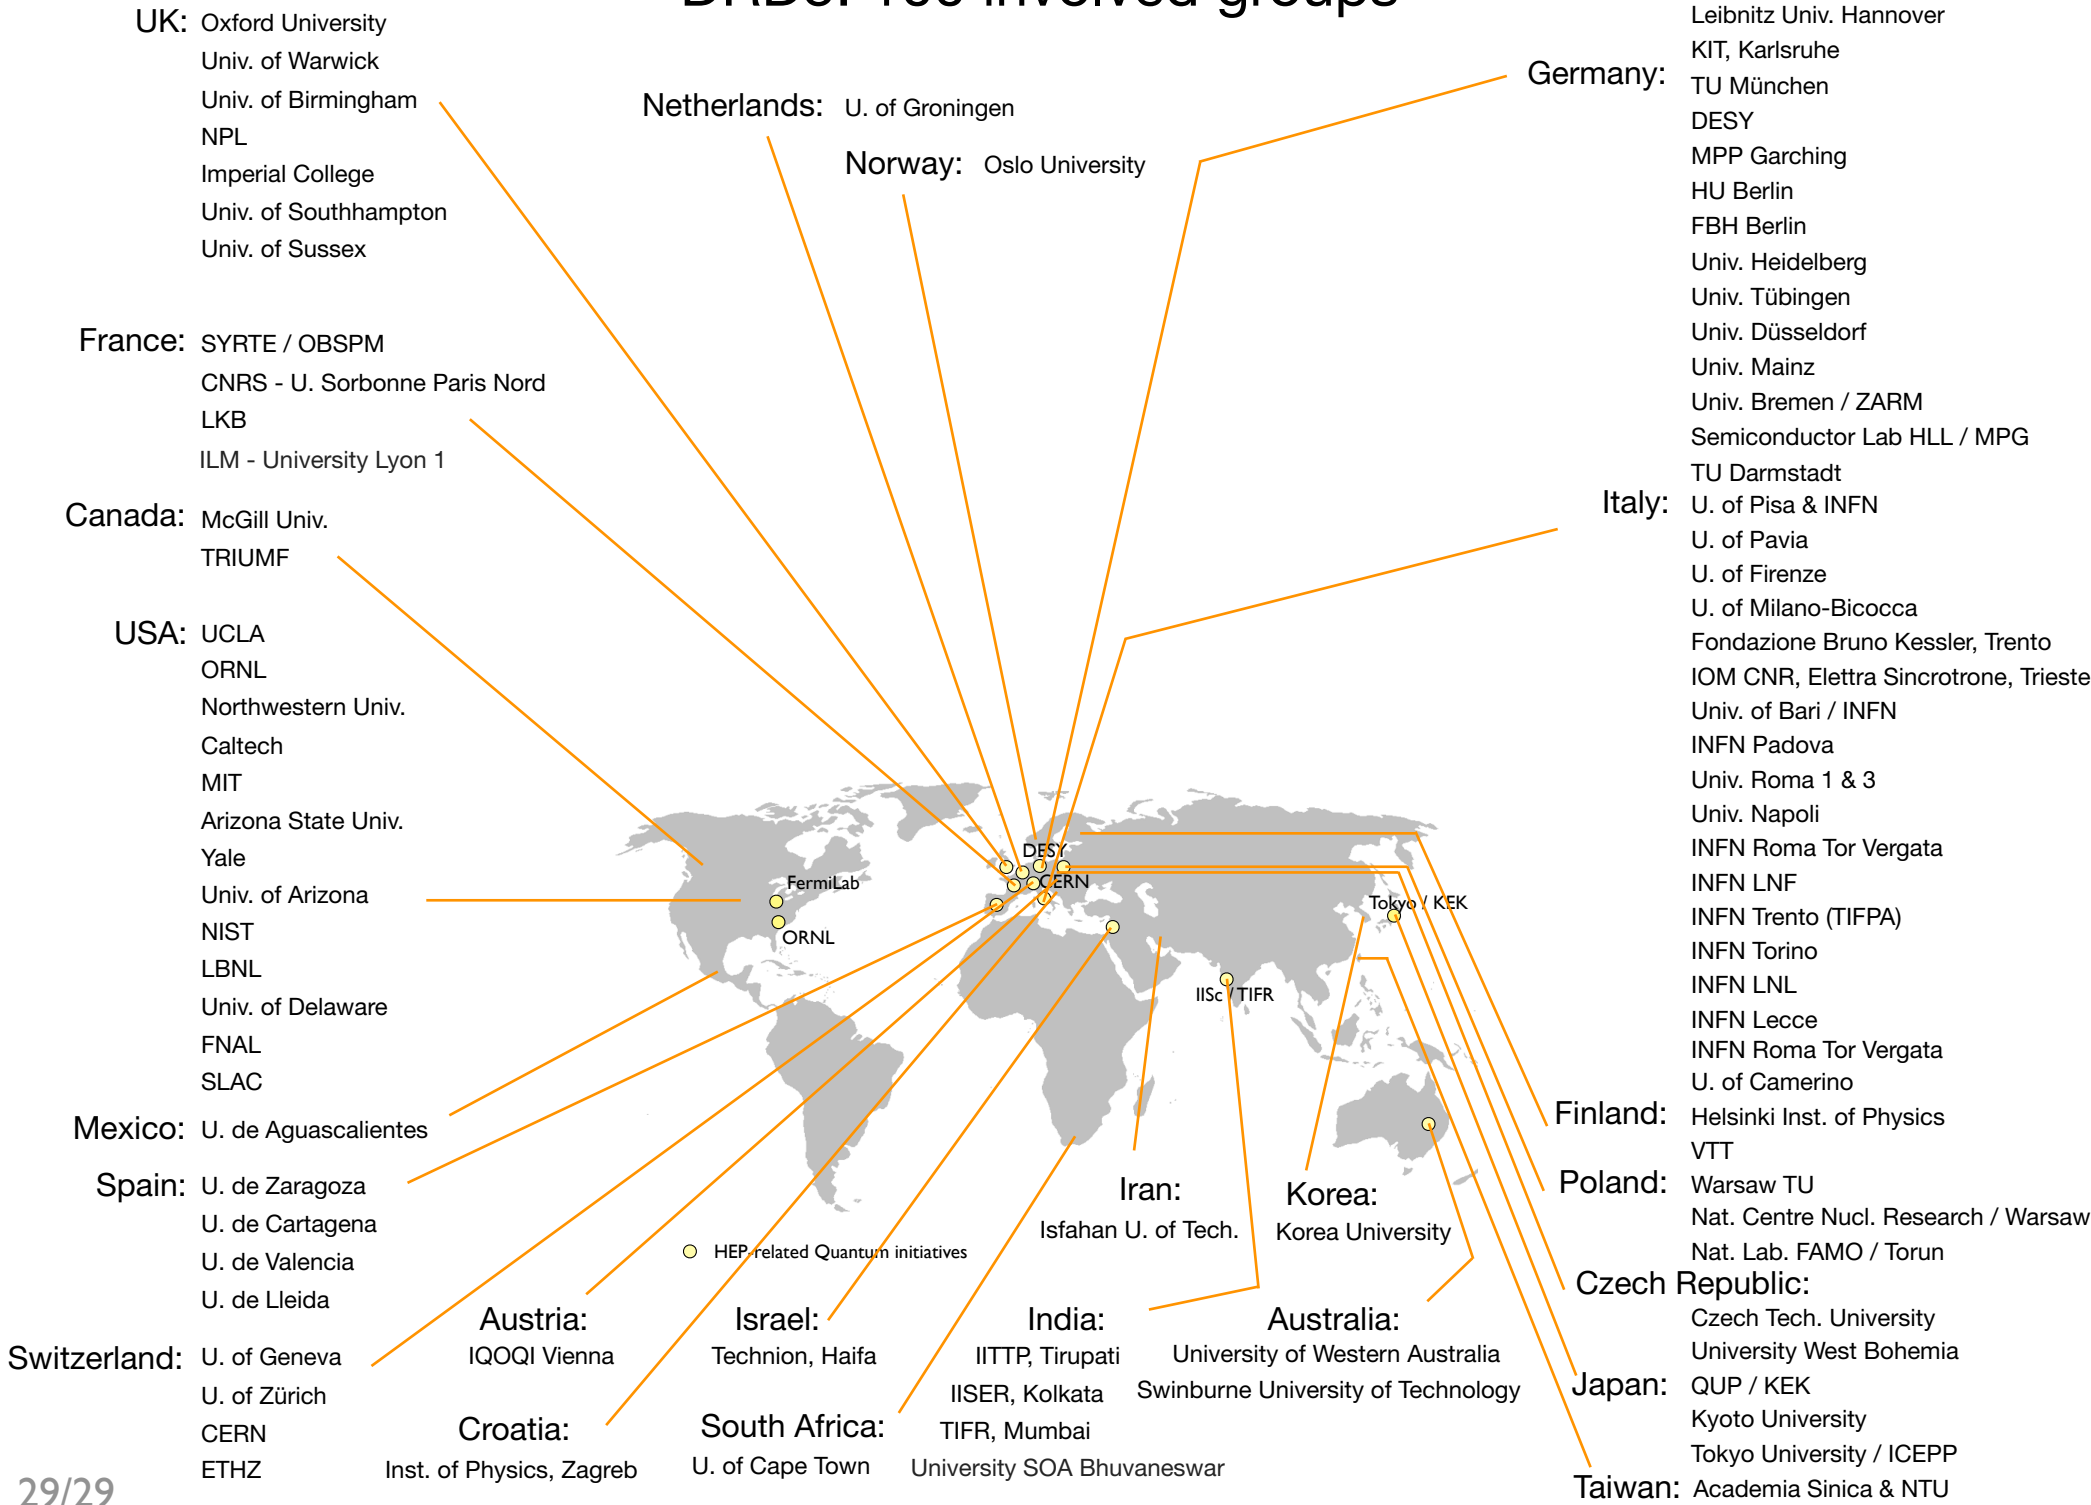 UK: Oxford University
Univ. of Warwick
Univ. of Birmingham
NPL
Imperial College
Univ. of Southhampton
Univ. of Sussex
France: SYRTE / OBSPM
CNRS - U. Sorbonne Paris Nord
LKB
ILM - University Lyon 1
Canada: McGill Univ.
TRIUMF
USA: UCLA
ORNL
Northwestern Univ.
Caltech
MIT
Arizona State Univ.
Yale
Univ. of Arizona
NIST
LBNL
Univ. of Delaware
FNAL
SLAC
Mexico: U. de Aguascalientes
Spain: U. de Zaragoza
U. de Cartagena
U. de Valencia
U. de Lleida
Switzerland: U. of Geneva
U. of Zürich
CERN
ETHZ
29/29
involved groups
Netherlands: U. of Groningen
Norway: Oslo University
DESY
CERN
FermiLab
ORNL
Tokyo / KEK
IISc / TIFR
HEP-related Quantum initiatives
Austria:
IQOQI Vienna
Croatia:
Inst. of Physics, Zagreb
Israel:
Technion, Haifa
South Africa:
U. of Cape Town
Iran:
Isfahan U. of Tech.
India:
IITTP, Tirupati
IISER, Kolkata
TIFR, Mumbai
University SOA Bhuvaneswar
Korea:
Korea University
Australia:
University of Western Australia
Swinburne University of Technology
Leibnitz Univ. Hannover
Germany: KIT, Karlsruhe
TU München
DESY
MPP Garching
HU Berlin
FBH Berlin
Univ. Heidelberg
Univ. Tübingen
Univ. Düsseldorf
Univ. Mainz
Univ. Bremen / ZARM
Semiconductor Lab HLL / MPG
TU Darmstadt
Italy: U. of Pisa & INFN
U. of Pavia
U. of Firenze
U. of Milano-Bicocca
Fondazione Bruno Kessler, Trento
IOM CNR, Elettra Sincrotrone, Trieste
Univ. of Bari / INFN
INFN Padova
Univ. Roma 1 & 3
Univ. Napoli
INFN Roma Tor Vergata
INFN LNF
INFN Trento (TIFPA)
INFN Torino
INFN LNL
INFN Lecce
INFN Roma Tor Vergata
U. of Camerino
Finland: Helsinki Inst. of Physics
VTT
Poland: Warsaw TU
Nat. Centre Nucl. Research / Warsaw
Nat. Lab. FAMO / Torun
Czech Republic:
Czech Tech. University
University West Bohemia
Japan: QUP / KEK
Kyoto University
Tokyo University / ICEPP
Taiwan: Academia Sinica & NTU